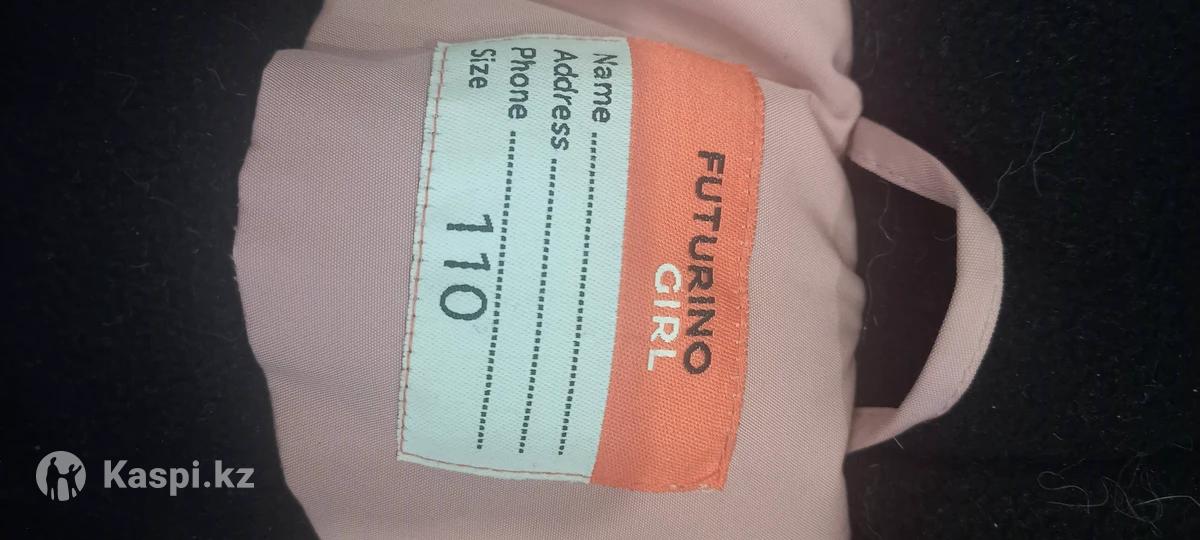 FUTURINO
GIRL
Name
Address
Phone
Size
110
Kaspi.kz